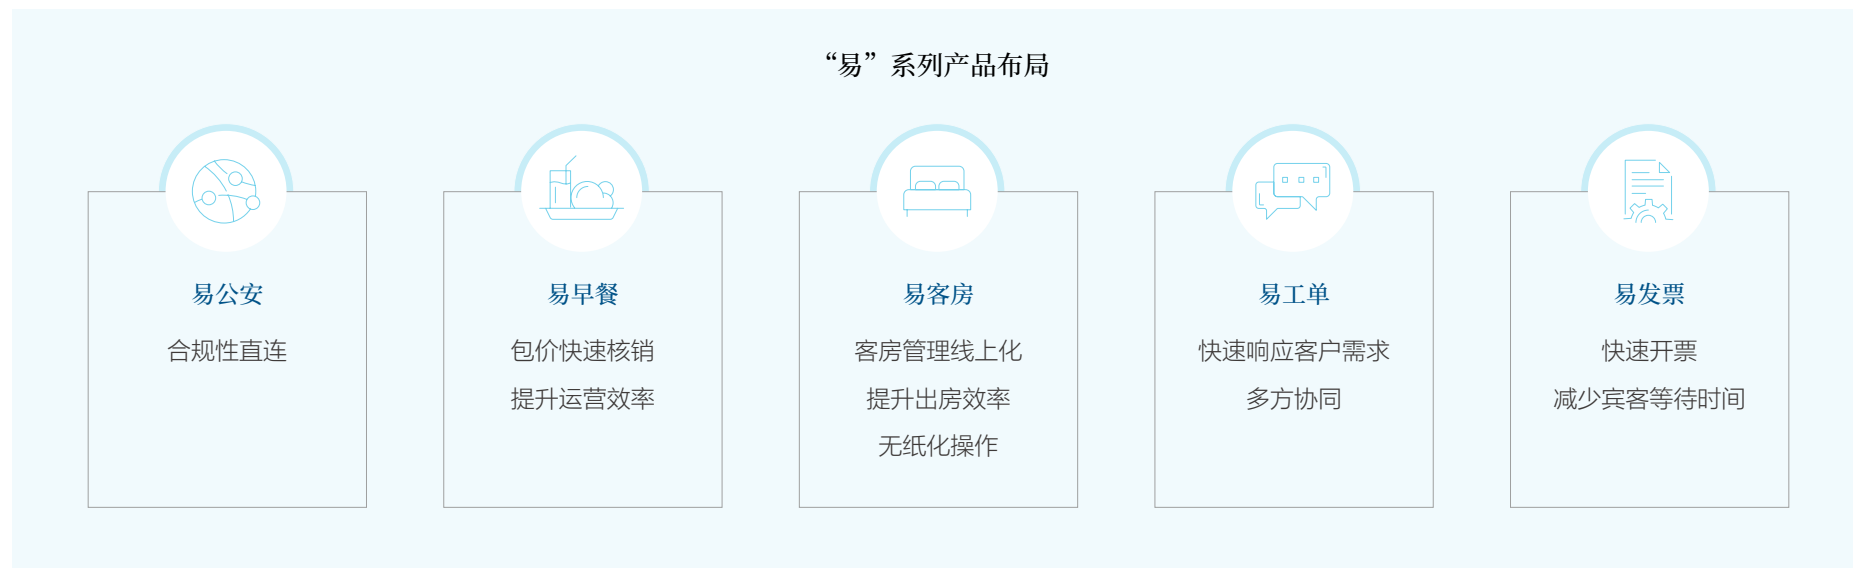 “易”系列产品布局
易公安
合规性直连
易早餐
包价快速核销
提升运营效率
易客房
客房管理线上化
提升出房效率
无纸化操作
易工单
快速响应客户需求
多方协同
易发票
快速开票
减少宾客等待时间